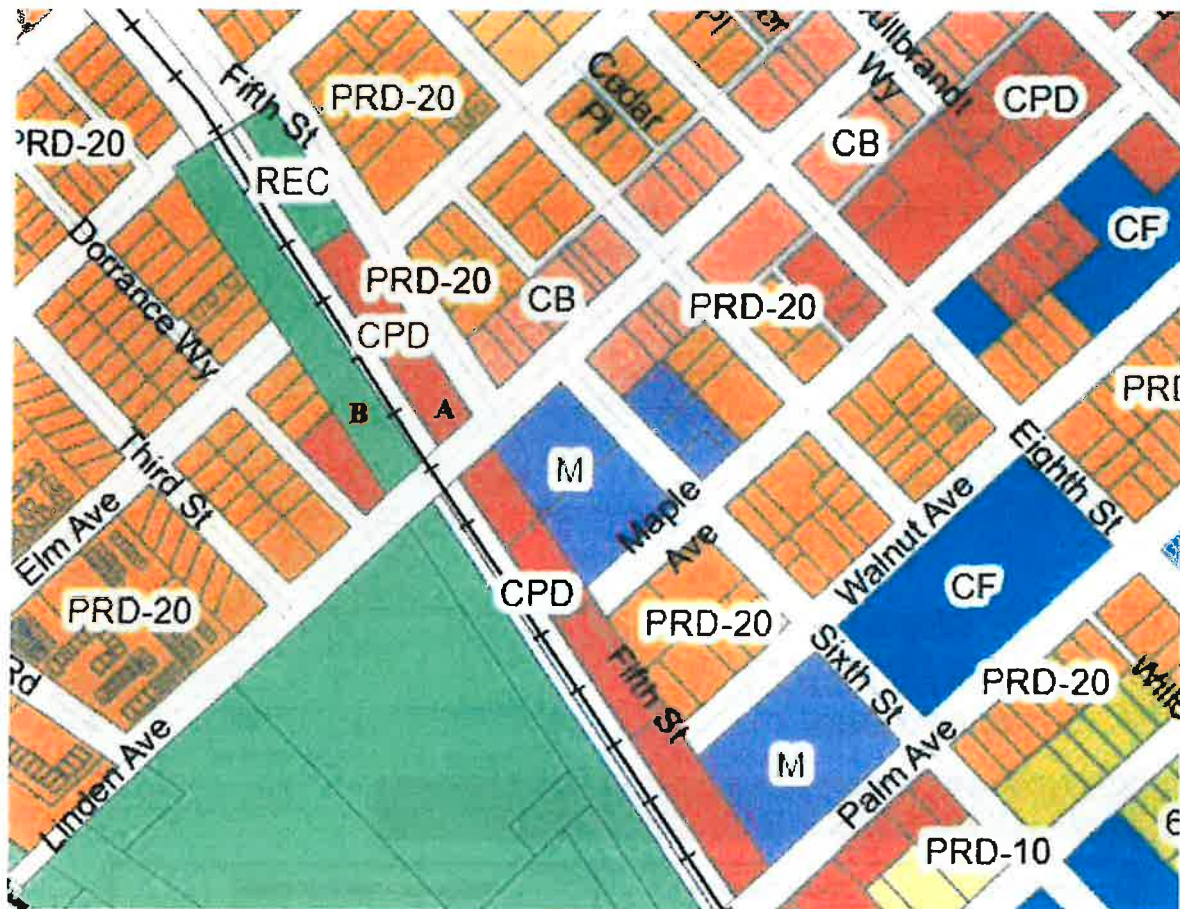 Fifth St
PRD-20
Cedar
Pl
Wy
CPD
PRD-20
REC
CB
CF
Dorrance Wy
PRD-20
CB
PRD-20
CPD
B
A
Third St
M
Maple
Ave
Eighth St
Elm Ave
Walnut Ave
CPD
CF
PRD-20
PRD-20
Rd
Fifth St
Sixth St
PRD-20
Linden Ave
M
Palm Ave
PRD-10
6